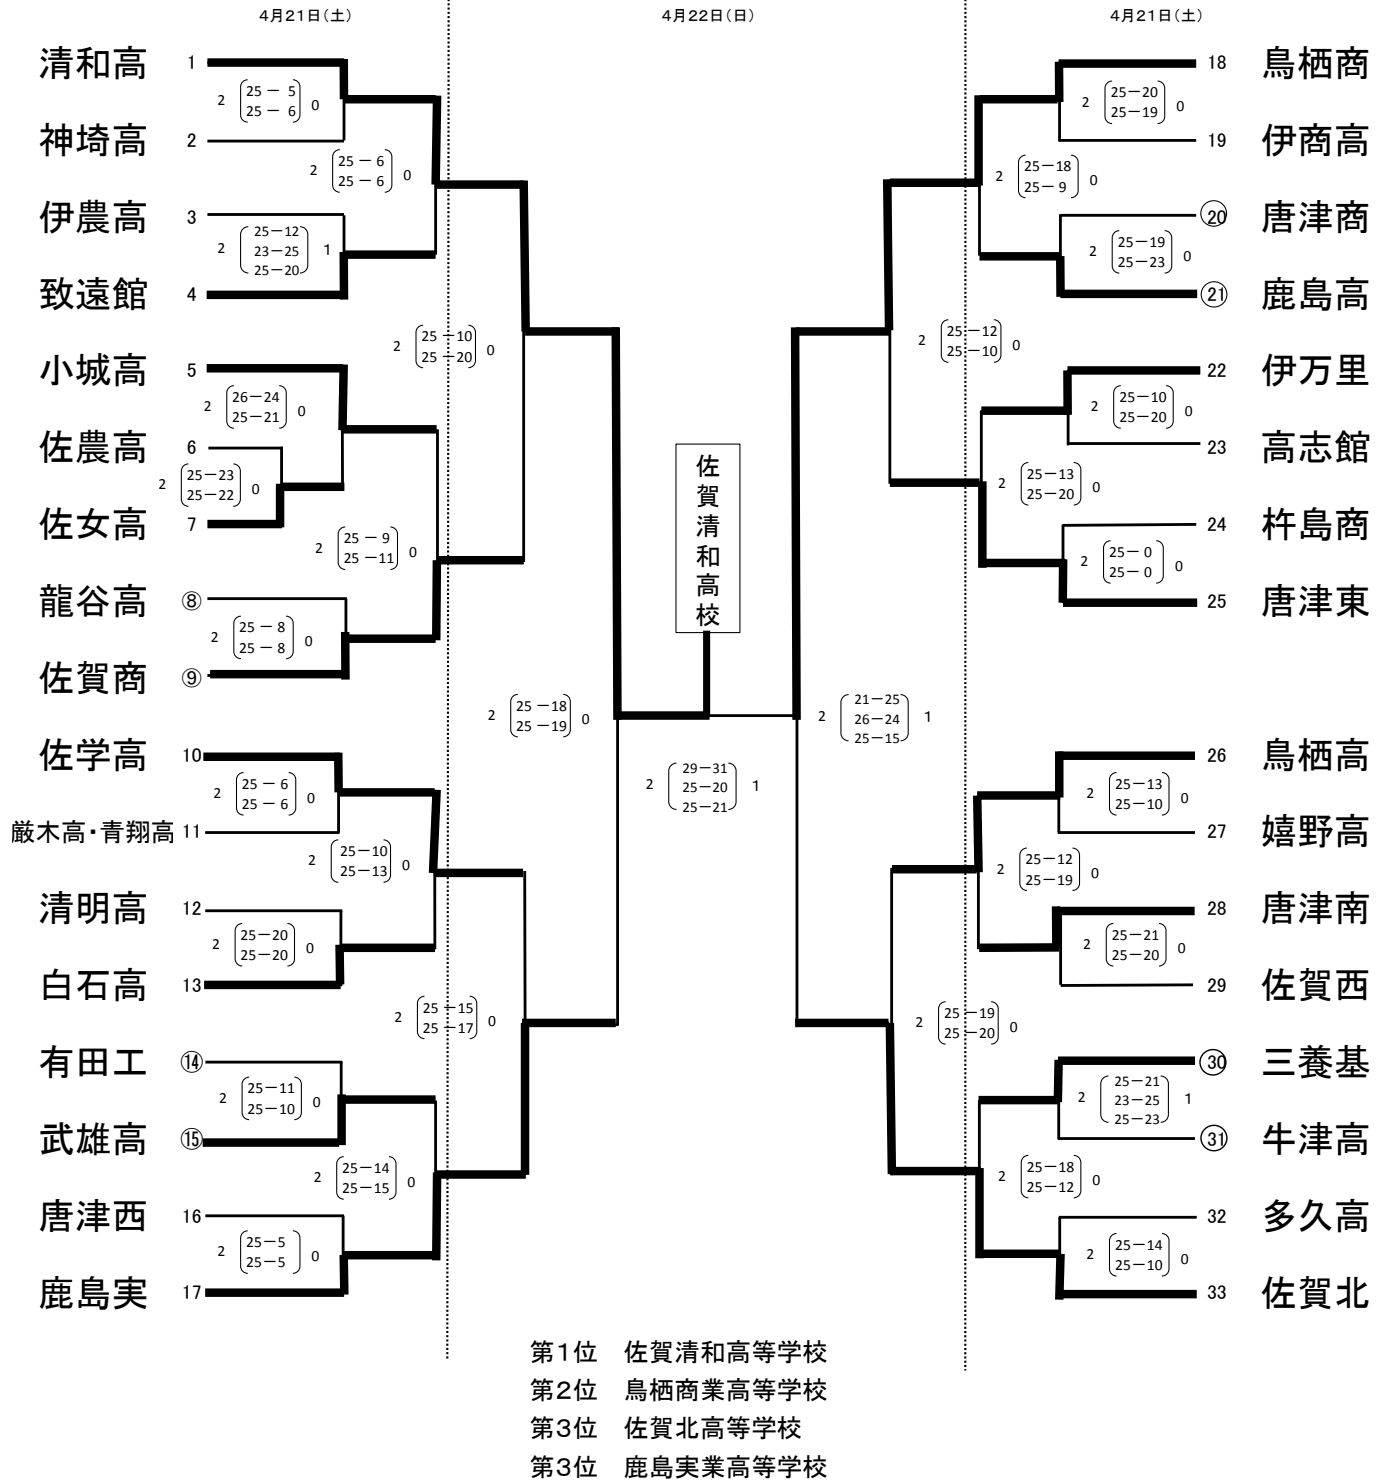 4月21日(土)
4月22日(日)
4月21日(土)
清和高 1
2 25－5 0
25－6
神埼高 2
2 25－6 0
25－6
伊農高 3
2 25－12 1
23－25
25－20
致遠館 4
2 25－10 0
25－20
小城高 5
2 26－24 0
25－21
佐農高 6
2 25－23 0
25－22
佐女高 7
2 25－9 0
25－11
龍谷高 ⑧
2 25－8 0
25－8
佐賀商 ⑨
2 25－18 0
25－19
佐学高 10
2 25－6 0
25－6
厳木高・青翔高 11
2 25－10 0
25－13
清明高 12
2 25－20 0
25－20
白石高 13
2 25－15 0
25－17
有田工 ⑭
2 25－11 0
25－10
武雄高 ⑮
2 25－14 0
25－15
唐津西 16
2 25－5 0
25－5
鹿島実 17
佐賀清和高校
2 29－31 1
25－20
25－21
18 鳥栖商
2 25－20 0
25－19
19 伊商高
2 25－18 0
25－9
⑳ 唐津商
2 25－19 0
25－23
㉑ 鹿島高
2 25－12 0
25－10
22 伊万里
2 25－10 0
25－20
23 高志館
2 25－13 0
25－20
24 杵島商
2 25－0 0
25－0
25 唐津東
2 21－25 1
26－24
25－15
26 鳥栖高
2 25－13 0
25－10
27 嬉野高
2 25－12 0
25－19
28 唐津南
2 25－21 0
25－20
29 佐賀西
2 25－19 0
25－20
㉚ 三養基
2 25－21 1
23－25
25－23
㉛ 牛津高
2 25－18 0
25－12
32 多久高
2 25－14 0
25－10
33 佐賀北
第1位 佐賀清和高等学校
第2位 鳥栖商業高等学校
第3位 佐賀北高等学校
第3位 鹿島実業高等学校